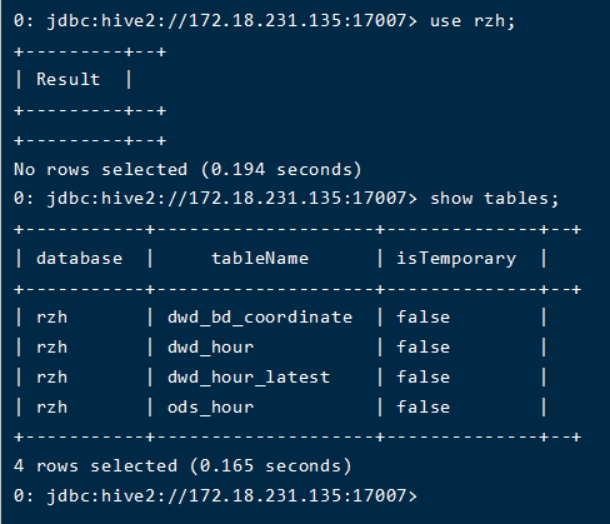 0: jdbc:hive2://172.18.231.135:17007> use rzh;
+---------+--+
| Result  |
+---------+--+
+---------+--+
No rows selected (0.194 seconds)
0: jdbc:hive2://172.18.231.135:17007> show tables;
+-----------+--------------------+--------------+--+
| database  |     tableName      | isTemporary  |
+-----------+--------------------+--------------+--+
| rzh       | dwd_bd_coordinate  | false        |
| rzh       | dwd_hour           | false        |
| rzh       | dwd_hour_latest    | false        |
| rzh       | ods_hour           | false        |
+-----------+--------------------+--------------+--+
4 rows selected (0.165 seconds)
0: jdbc:hive2://172.18.231.135:17007>